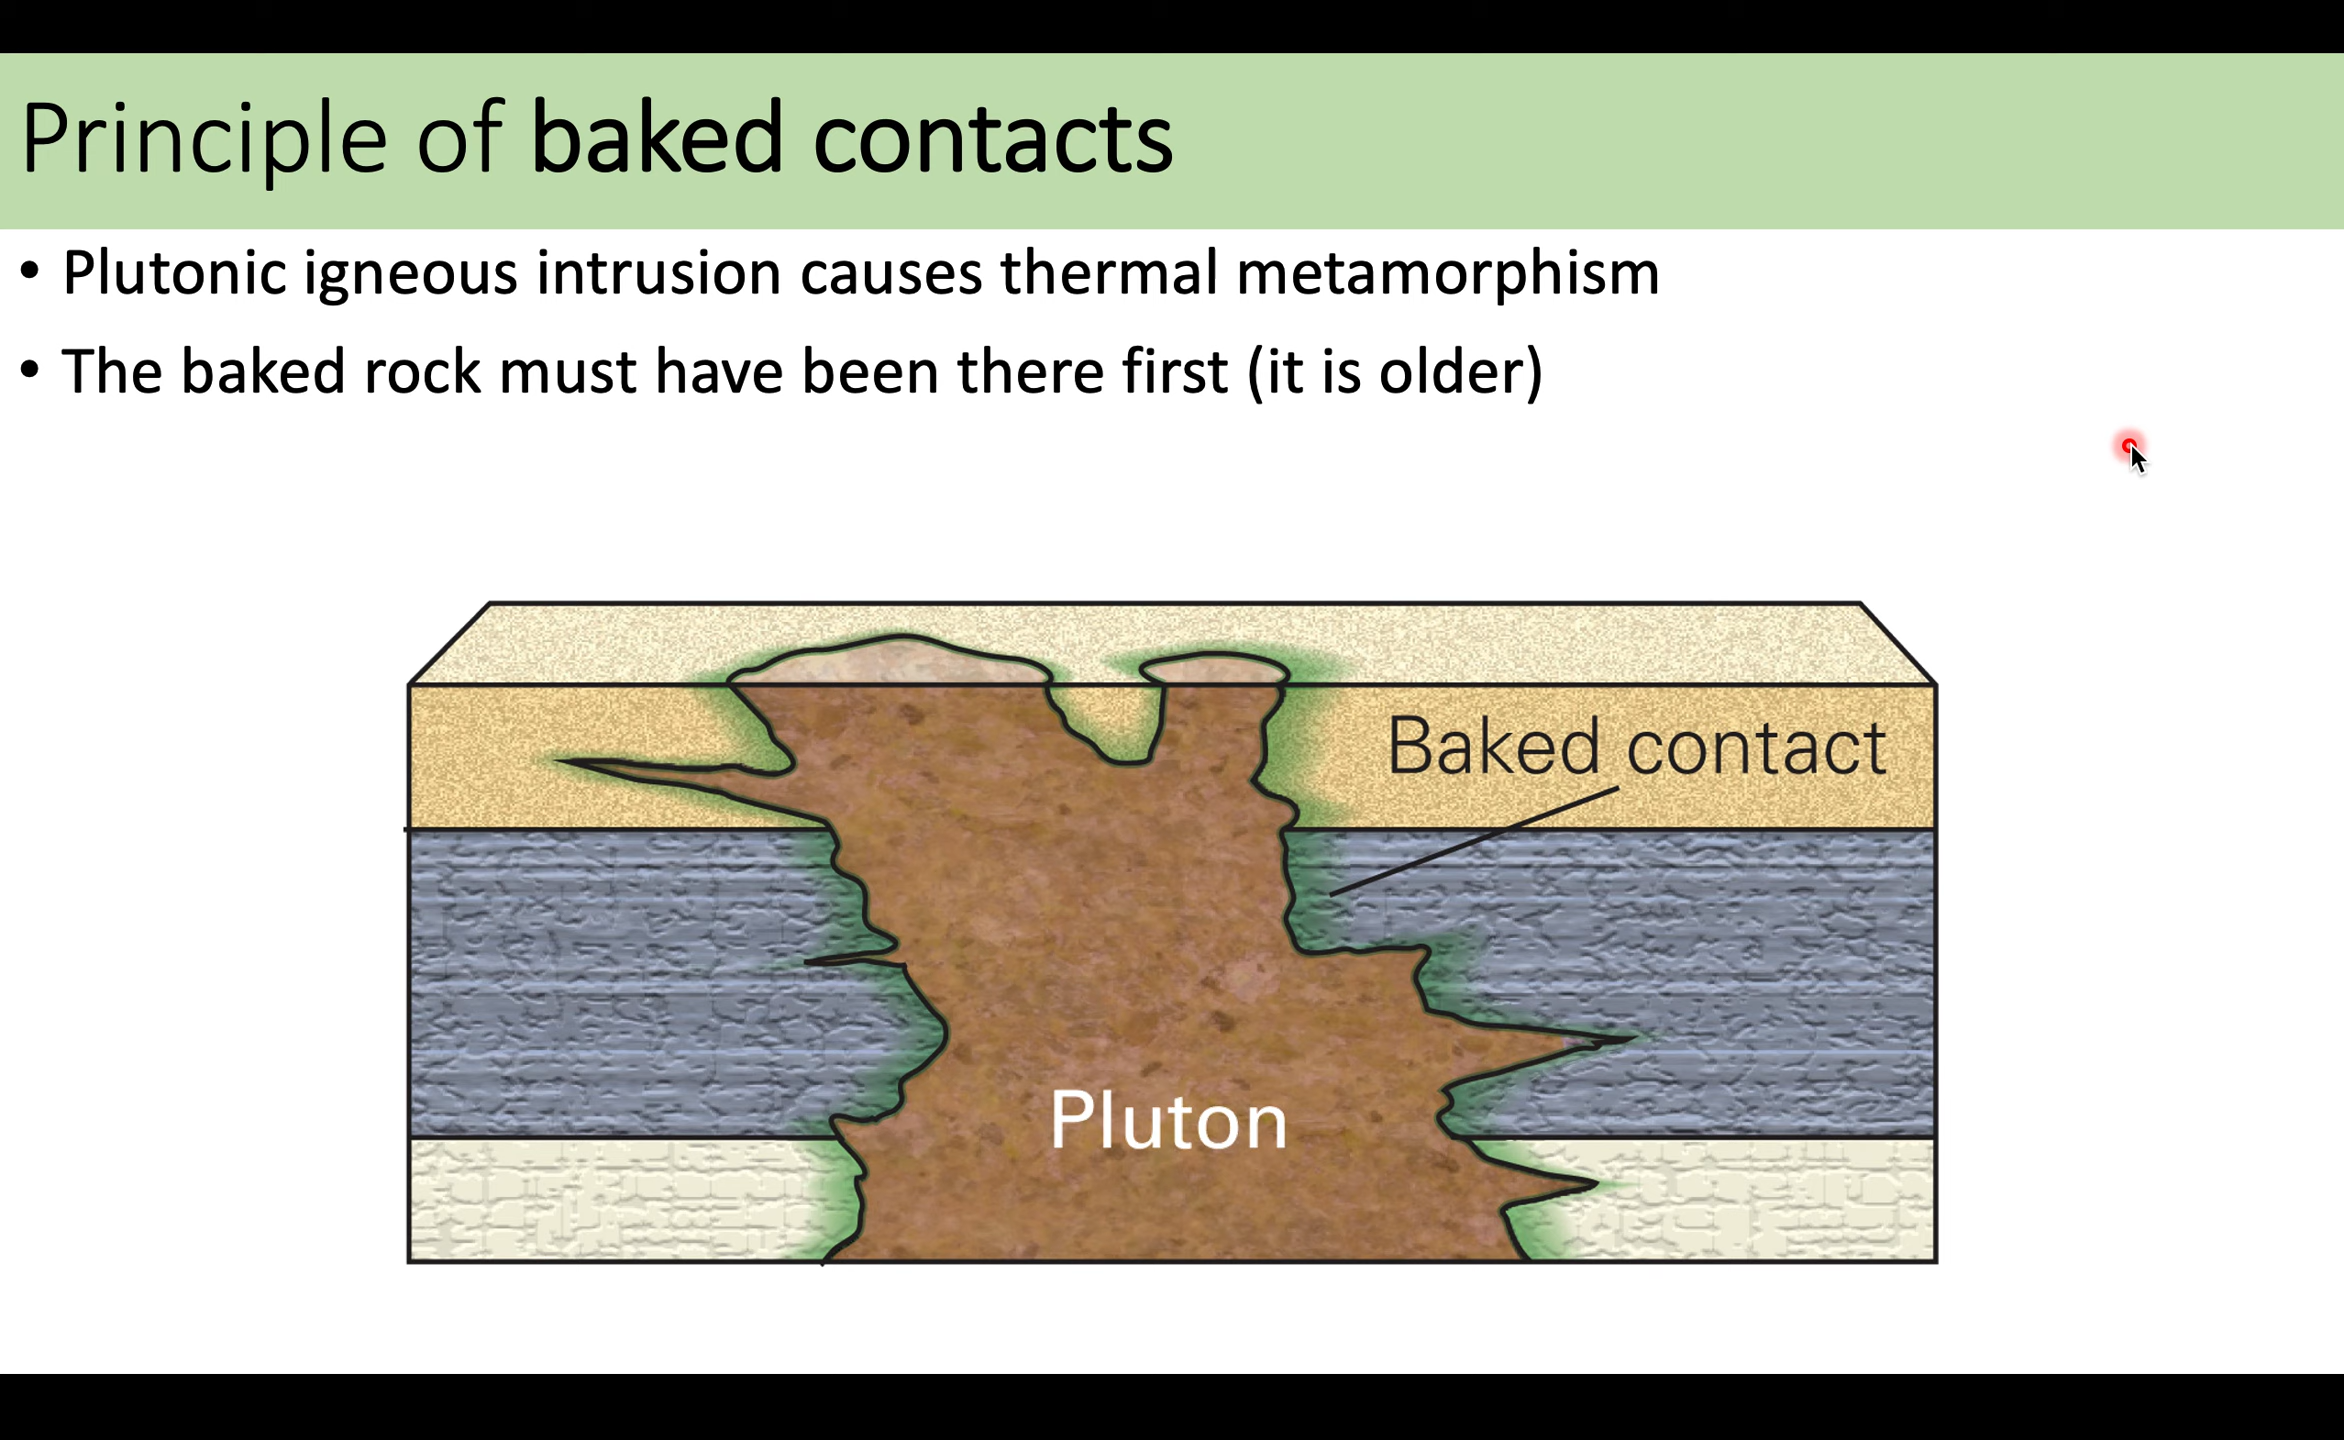 Principle of baked contacts
• Plutonic igneous intrusion causes thermal metamorphism
• The baked rock must have been there first (it is older)
Baked contact
Pluton